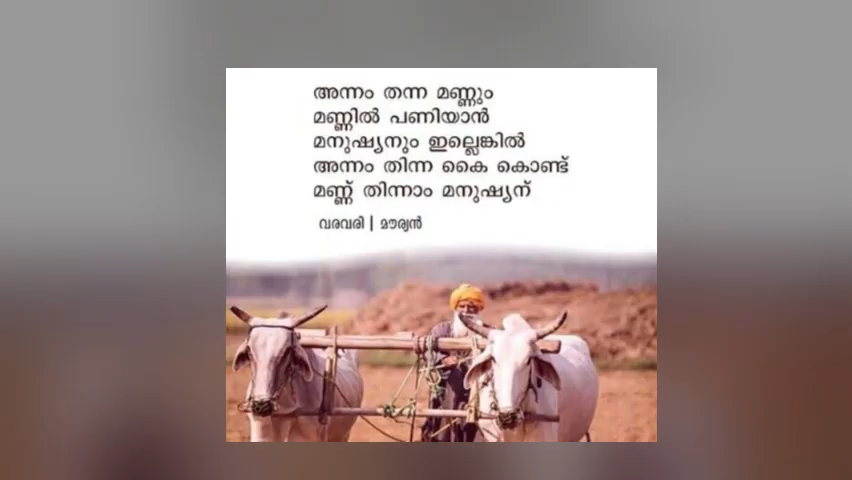 അന്നം തന്ന മണ്ണും
മണ്ണിൽ പണിയാൻ
മനുഷ്യനും ഇല്ലെങ്കിൽ
അന്നം തിന്ന കൈ കൊണ്ട്
മണ്ണ് തിന്നാം മനുഷ്യന്
വരവരി | മൗര്യൻ